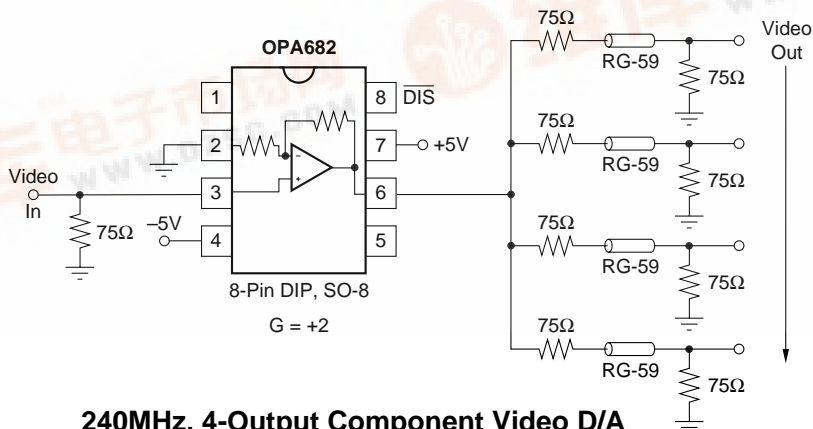 OPA682
1
2
3
4
8 DIS
7
6
5
+5V
–5V
Video
In
75Ω
8-Pin DIP, SO-8
G = +2
75Ω
RG-59
75Ω
75Ω
RG-59
75Ω
75Ω
RG-59
75Ω
75Ω
RG-59
75Ω
Video
Out
240MHz, 4-Output Component Video D/A